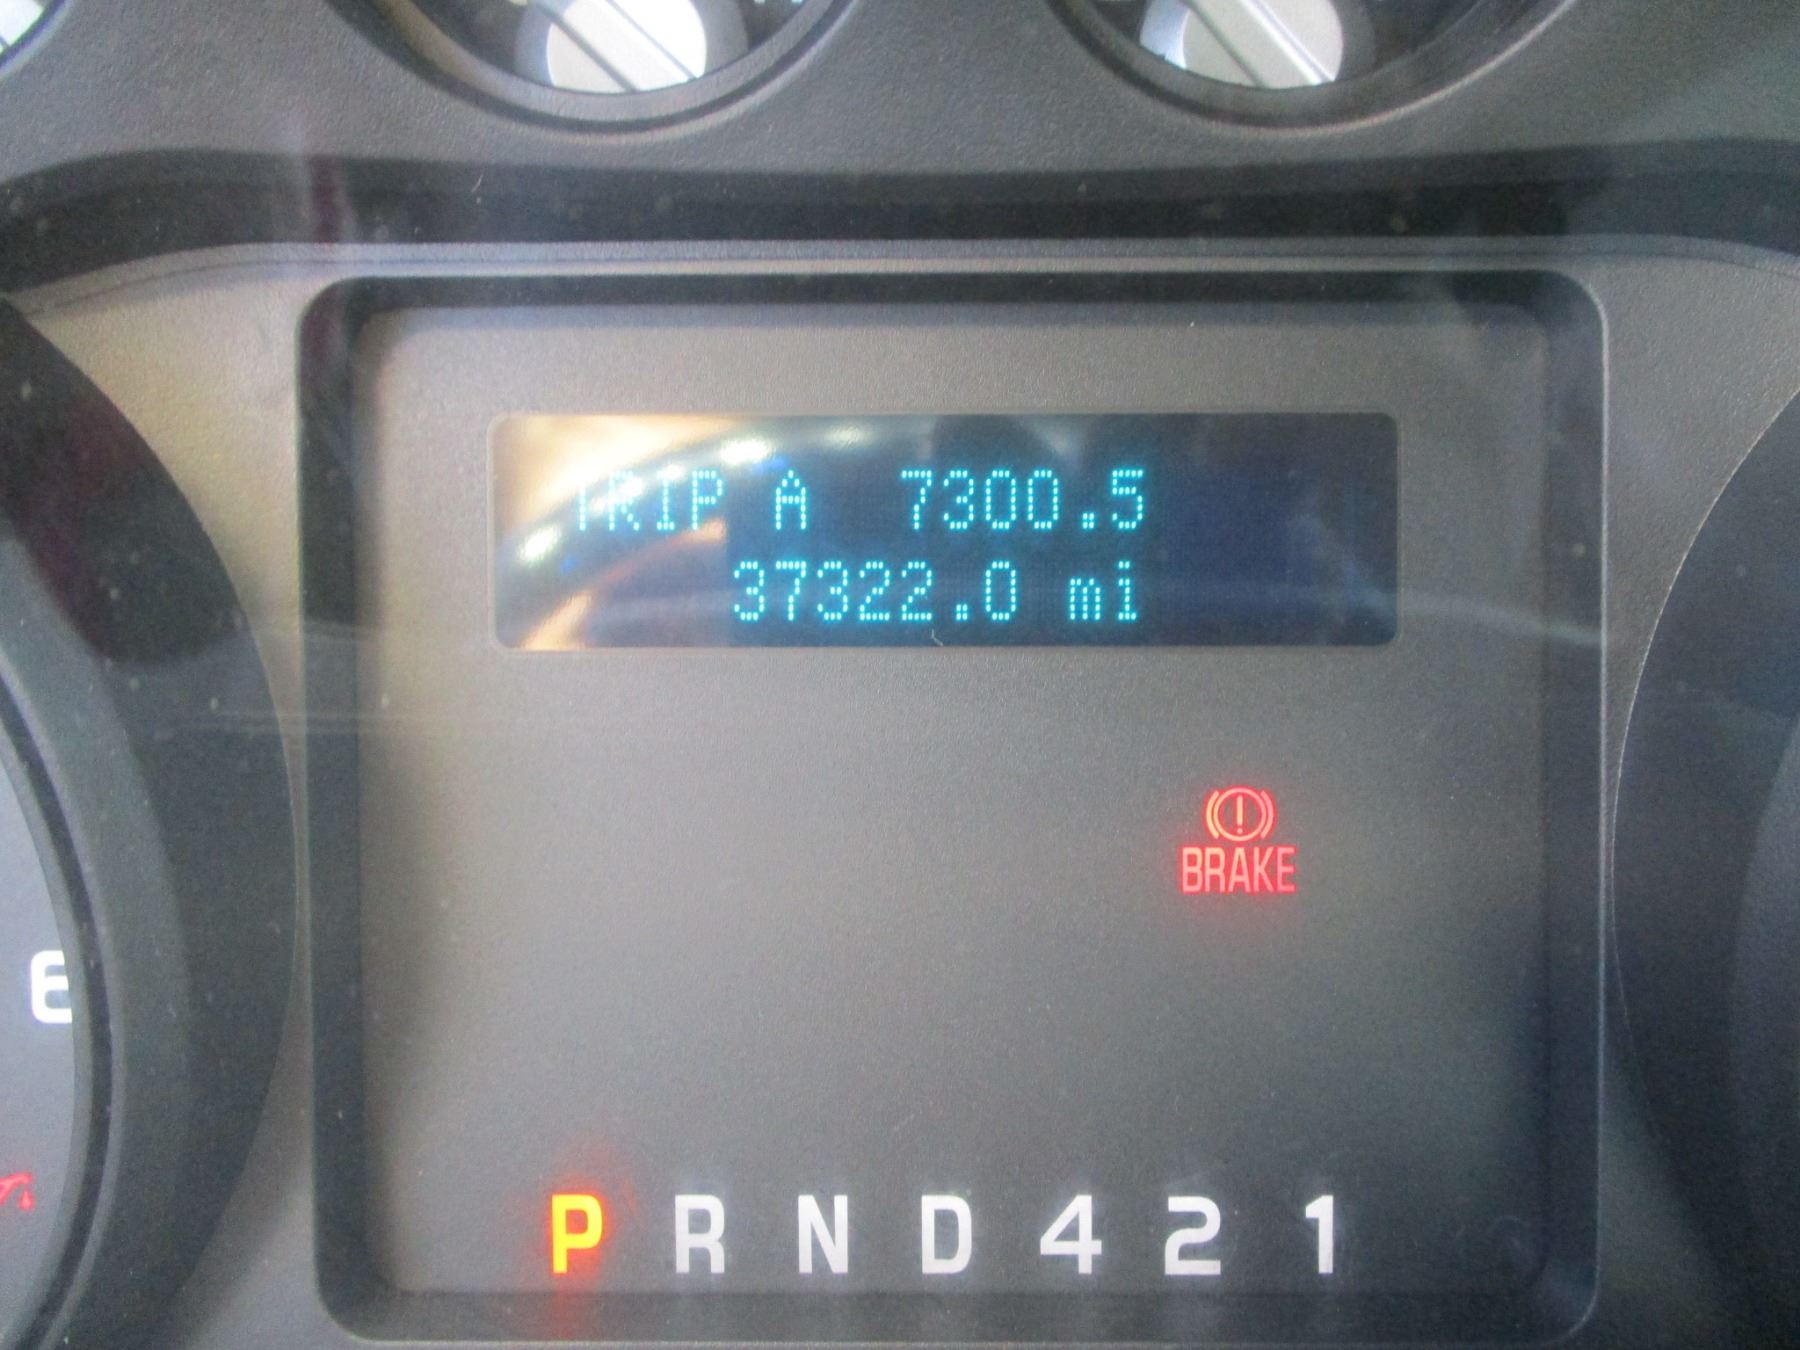 TRIP A 7300.5
37322.0 mi
BRAKE
P R N D 4 2 1